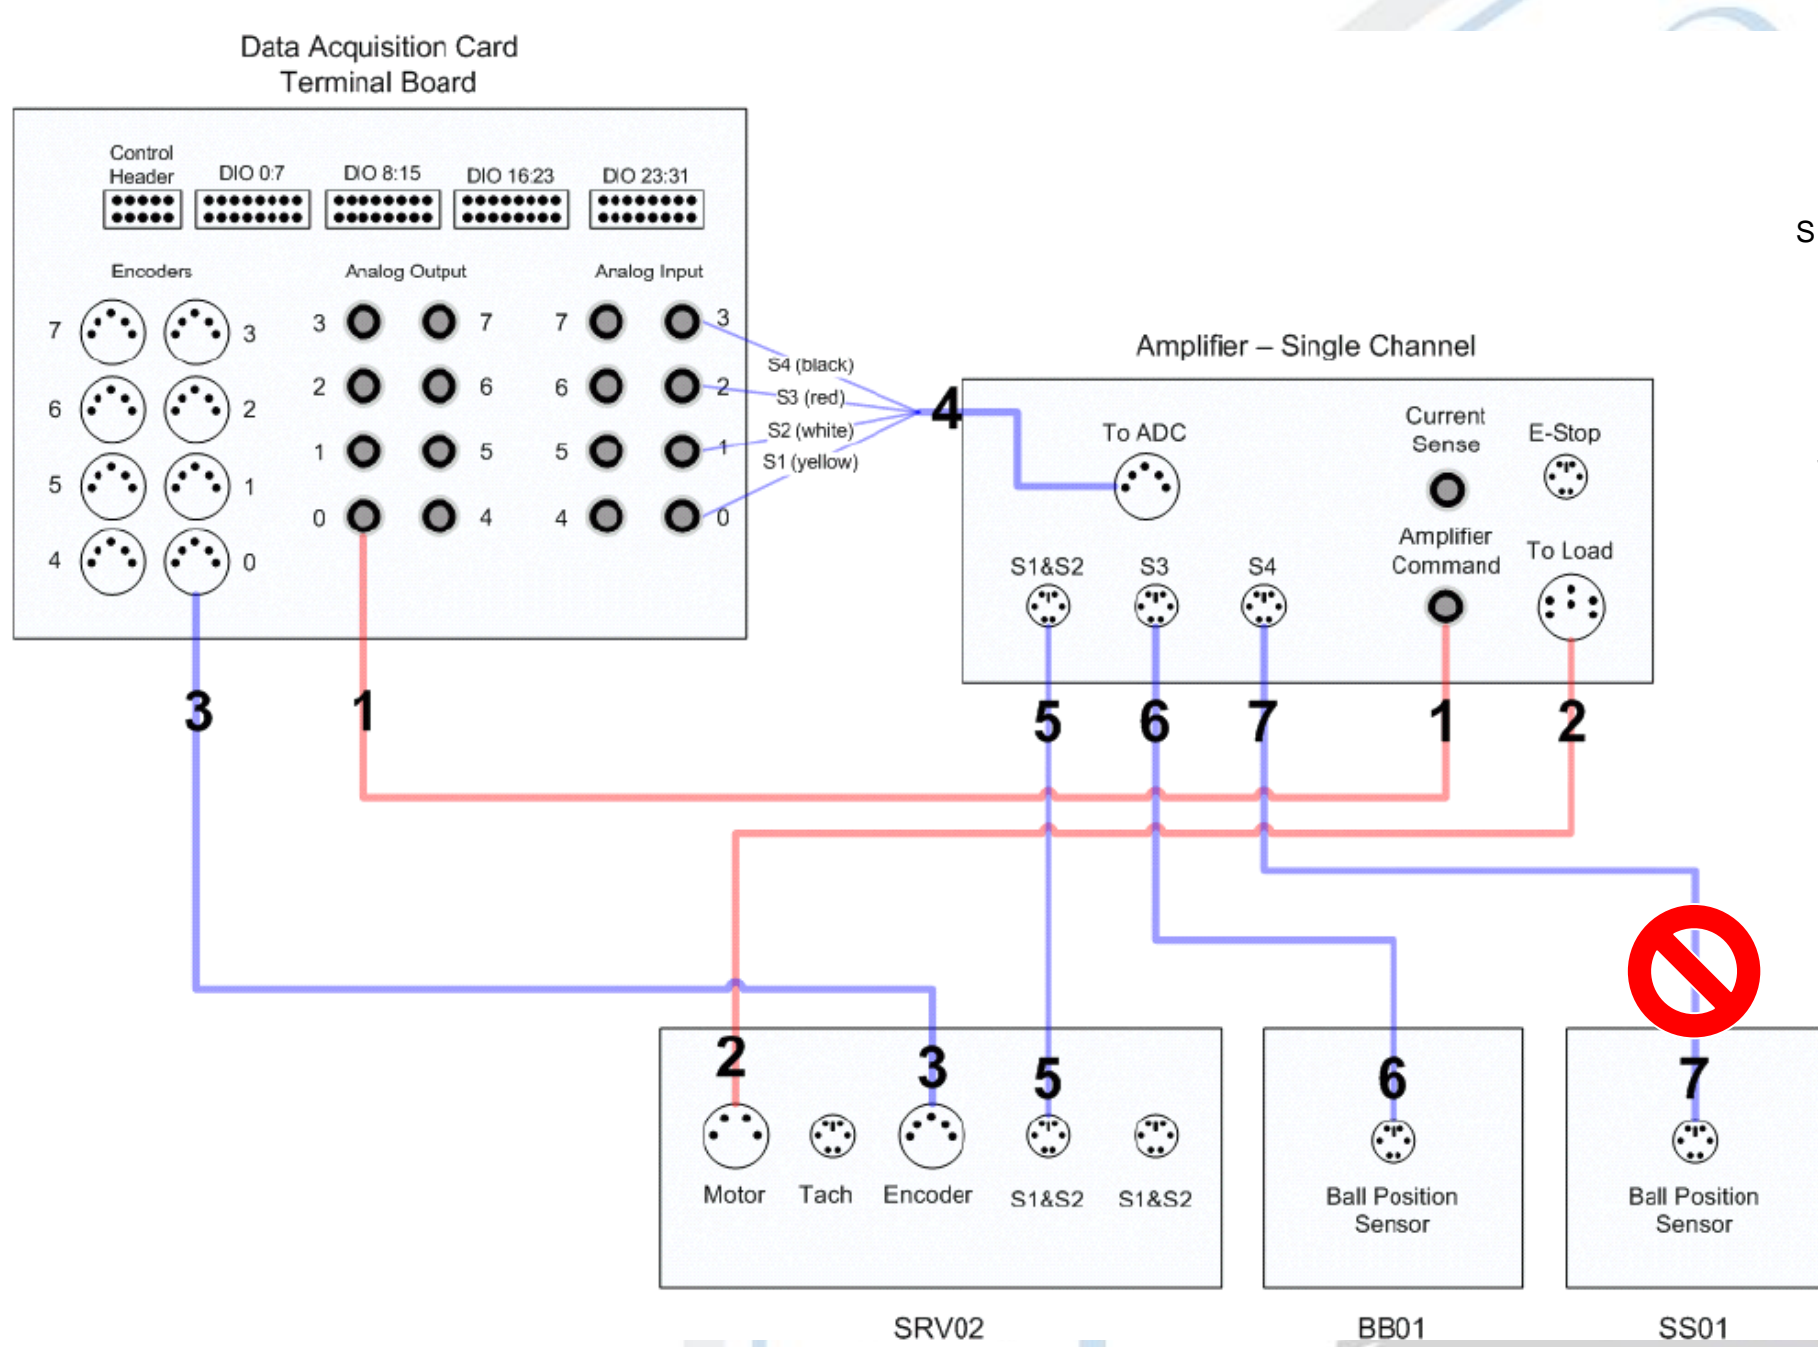 Data Acquisition Card
Terminal Board
Control
Header
DIO 0:7
DIO 8:15
DIO 16:23
DIO 23:31
Encoders
Analog Output
Analog Input
7
3
3
7
7
3
6
2
2
6
6
2
5
1
1
5
5
1
4
0
0
4
4
0
S4 (black)
S3 (red)
S2 (white)
S1 (yellow)
4
S
Amplifier – Single Channel
To ADC
Current
Sense
E-Stop
Amplifier
Command
To Load
S1&S2
S3
S4
3
1
5
6
7
1
2
2
3
5
6
7
Motor
Tach
Encoder
S1&S2
S1&S2
Ball Position
Sensor
Ball Position
Sensor
SRV02
BB01
SS01